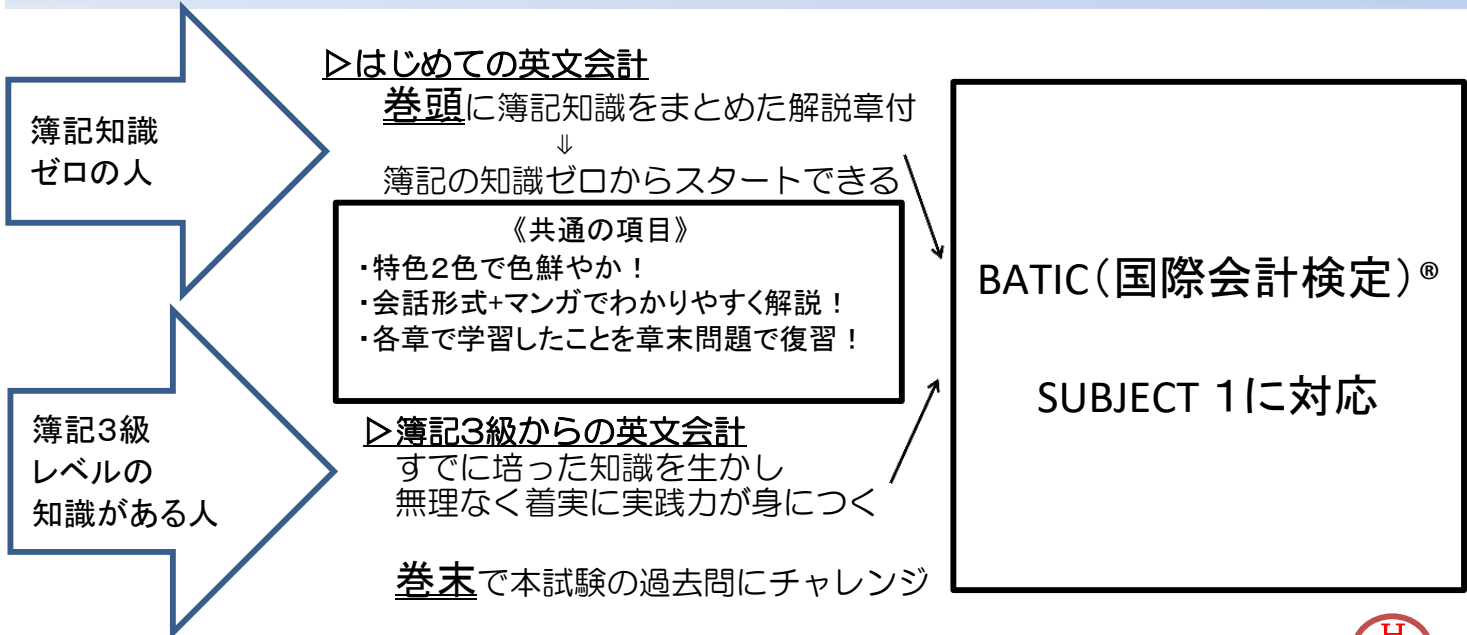 簿記知識
ゼロの人
▷はじめての英文会計
巻頭に簿記知識をまとめた解説章付
⇓
簿記の知識ゼロからスタートできる
《共通の項目》
・特色2色で色鮮やか！
・会話形式+マンガでわかりやすく解説！
・各章で学習したことを章末問題で復習！
簿記3級
レベルの
知識がある人
▷簿記3級からの英文会計
すでに培った知識を生かし
無理なく着実に実践力が身につく
巻末で本試験の過去問にチャレンジ
BATIC（国際会計検定）®
SUBJECT 1に対応
H